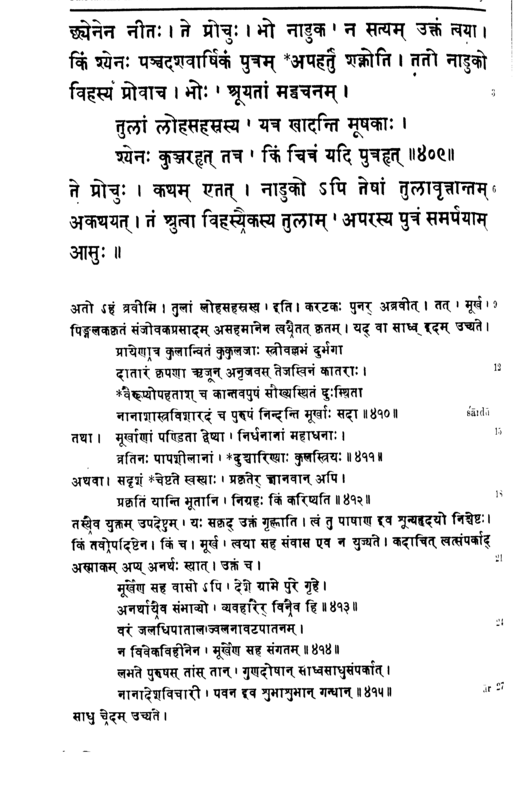 छ्येनेन नीतः । ते प्रोचुः । भो नाडुक ' न सत्यम् उक्तं त्वया ।
किं श्येनः पञ्चदशवार्षिकं पुत्रम् *अपहर्तुं शक्नोति । ततो नाडुको
विहस्य प्रोवाच । भोः ' श्रूयतां मद्वचनम् । 3
तुलां लोहसहस्रस्य ' यत्र खादन्ति मूषकाः ।
श्येनः कुञ्जरहृत् तत्र ' किं चित्रं यदि पुत्रहृत् ॥४०९॥
ते प्रोचुः । कथम् एतत् । नाडुको ऽपि तेषां तुलावृत्तान्तम् 6
अकथयत् । तं श्रुत्वा विहस्यैकस्य तुलाम् ' अपरस्य पुत्रं समर्पयाम्
आसुः ॥
अतो ऽहं ब्रवीमि । तुलां लोहसहस्रस्य ' इति । करटकः पुनर् अब्रवीत् । तत् ' मूर्ख ' 9
पिङ्गलककृतं संजीवकप्रसादम् असहमानेन त्वयैतत् कृतम् । यद् वा साध्व् इदम् उच्यते ।
प्रायेणात्र कुलान्वितं कुकुलजाः स्त्रीवल्लभं दुर्भगा
दातारं कृपणा ऋजून् अनृजवस् तेजस्विनं कातराः । 12
*वैरूप्योपहताश् च कान्तवपुषं सौख्यस्थितं दुःस्थिता
नानाशास्त्रविशारदं च पुरुषं निन्दन्ति मूर्खाः सदा ॥४१०॥ śārdū
तथा । मूर्खाणां पण्डिता द्वेष्या ' निर्धनानां महाधनाः । 15
व्रतिनः पापशीलानां ' *दुश्चारिण्याः कुलस्त्रियः ॥४११॥
अथवा । सदृशं *चेष्टते स्वस्याः ' प्रकृतेर् ज्ञानवान् अपि ।
प्रकृतिं यान्ति भूतानि ' निग्रहः किं करिष्यति ॥४१२॥ 18
तस्यैव युक्तम् उपदेष्टुम् ' यः सकृद् उक्तं गृह्णाति । त्वं तु पाषाण इव शून्यहृदयो निश्चेष्टः ।
किं तवोपदिष्टेन । किं च । मूर्ख ' त्वया सह संवास एव न युज्यते । कदाचित् त्वत्संपर्काद्
अस्माकम् अप्य् अनर्थः स्यात् । उक्तं च । 21
मूर्खेण सह वासो ऽपि ' देशे ग्रामे पुरे गृहे ।
अनर्थायैव संभाव्यो ' व्यवहारैर् विनैव हि ॥४१३॥
वरं जलधिपातालज्वलनावटपातनम् । 24
न विवेकविहीनेन ' मूर्खेण सह संगतम् ॥४१४॥
लभते पुरुषस् तांस् तान् ' गुणदोषान् साध्वसाधुसंपर्कात् ।
नानादेशविचारी ' पवन इव शुभाशुभान् गन्धान् ॥४१५॥ ār 27
साधु चेदम् उच्यते ।